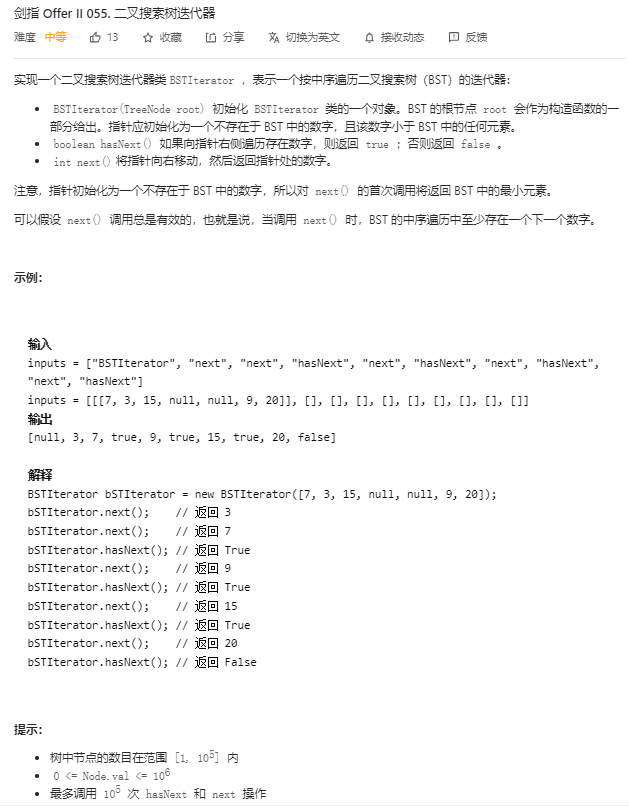 剑指 Offer II 055. 二叉搜索树迭代器
难度 中等 13 收藏 分享 切换为英文 接收动态 反馈
实现一个二叉搜索树迭代器类 BSTIterator ，表示一个按中序遍历二叉搜索树（BST）的迭代器：
• BSTIterator(TreeNode root) 初始化 BSTIterator 类的一个对象。BST 的根节点 root 会作为构造函数的一
部分给出。指针应初始化为一个不存在于 BST 中的数字，且该数字小于 BST 中的任何元素。
• boolean hasNext() 如果向指针右侧遍历存在数字，则返回 true ；否则返回 false 。
• int next() 将指针向右移动，然后返回指针处的数字。
注意，指针初始化为一个不存在于 BST 中的数字，所以对 next() 的首次调用将返回 BST 中的最小元素。
可以假设 next() 调用总是有效的，也就是说，当调用 next() 时，BST 的中序遍历中至少存在一个下一个数字。
示例：
输入
inputs = ["BSTIterator", "next", "next", "hasNext", "next", "hasNext", "next", "hasNext",
"next", "hasNext"]
inputs = [[[7, 3, 15, null, null, 9, 20]], [], [], [], [], [], [], [], [], []]
输出
[null, 3, 7, true, 9, true, 15, true, 20, false]
解释
BSTIterator bSTIterator = new BSTIterator([7, 3, 15, null, null, 9, 20]);
bSTIterator.next(); // 返回 3
bSTIterator.next(); // 返回 7
bSTIterator.hasNext(); // 返回 True
bSTIterator.next(); // 返回 9
bSTIterator.hasNext(); // 返回 True
bSTIterator.next(); // 返回 15
bSTIterator.hasNext(); // 返回 True
bSTIterator.next(); // 返回 20
bSTIterator.hasNext(); // 返回 False
提示：
• 树中节点的数目在范围 [1, 10⁵] 内
• 0 <= Node.val <= 10⁶
• 最多调用 10⁵ 次 hasNext 和 next 操作